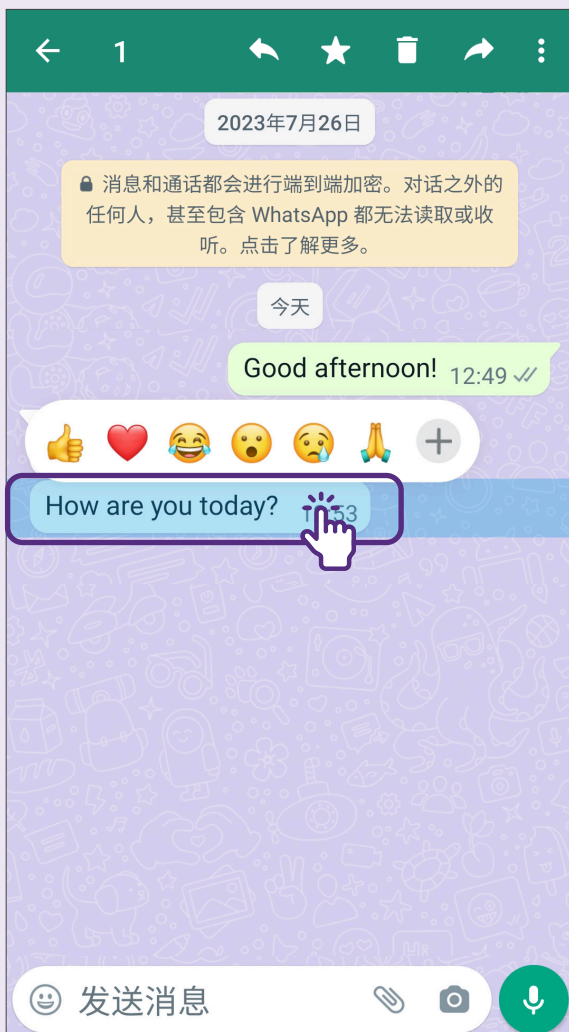 1
2023年7月26日
消息和通话都会进行端到端加密。对话之外的
任何人，甚至包含 WhatsApp 都无法读取或收
听。点击了解更多。
今天
Good afternoon! 12:49
How are you today?
发送消息